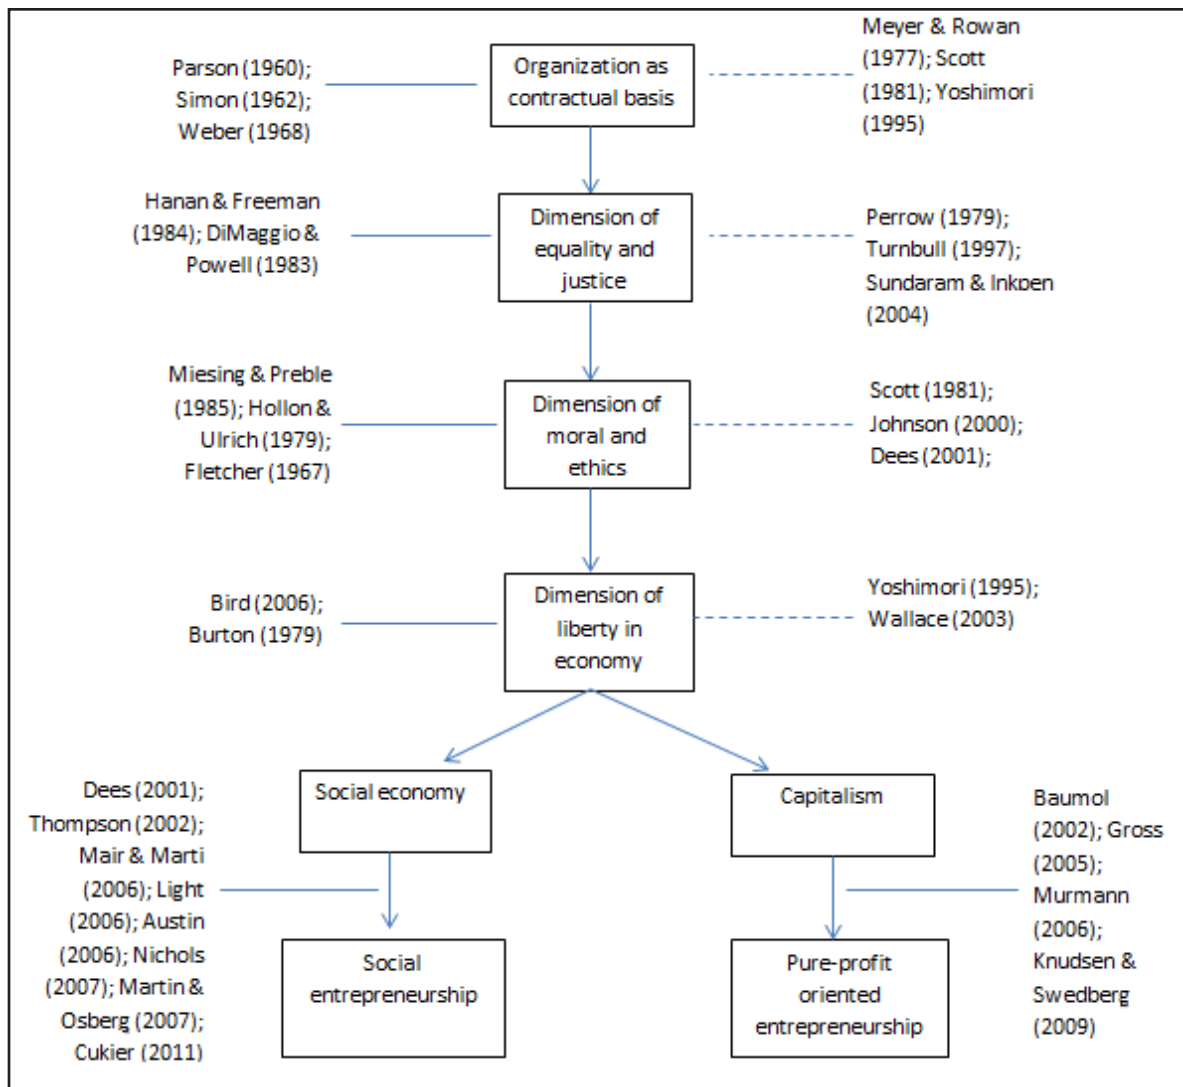 Parson (1960);
Simon (1962);
Weber (1968)
Organization as
contractual basis
Meyer & Rowan
(1977); Scott
(1981); Yoshimori
(1995)
Hanan & Freeman
(1984); DiMaggio &
Powell (1983)
Dimension of
equality and
justice
Perrow (1979);
Turnbull (1997);
Sundaram & Inkpen
(2004)
Miesing & Preble
(1985); Hollon &
Ulrich (1979);
Fletcher (1967)
Dimension of
moral and
ethics
Scott (1981);
Johnson (2000);
Dees (2001);
Bird (2006);
Burton (1979)
Dimension of
liberty in
economy
Yoshimori (1995);
Wallace (2003)
Social economy
Capitalism
Dees (2001);
Thompson (2002);
Mair & Marti
(2006); Light
(2006); Austin
(2006); Nichols
(2007); Martin &
Osberg (2007);
Cukier (2011)
Baumol
(2002); Gross
(2005);
Murmann
(2006);
Knudsen &
Swedberg
(2009)
Social
entrepreneurship
Pure-profit
oriented
entrepreneurship